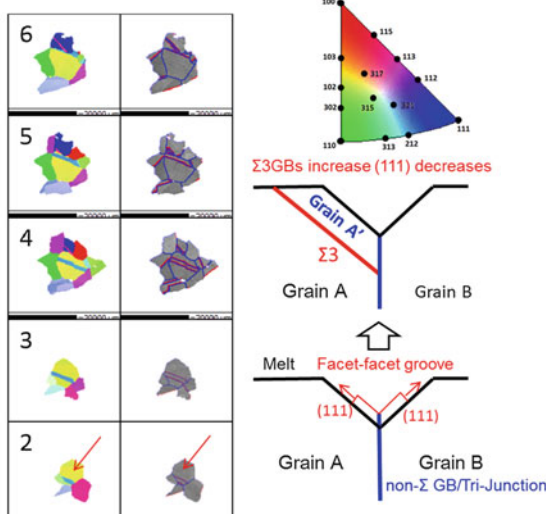 6
5
4
3
2
100
115
103
113
317
112
102
315
302
111
110
313
212
Σ3GBs increase (111) decreases
Grain A'
Σ3
Grain A
Grain B
Melt
Facet-facet groove
(111)
(111)
Grain A
Grain B
non-Σ GB/Tri-Junction